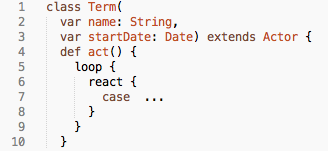 1 class Term(
2   var name: String,
3   var startDate: Date) extends Actor {
4   def act() {
5     loop {
6       react {
7         case  ...
8       }
9     }
10   }